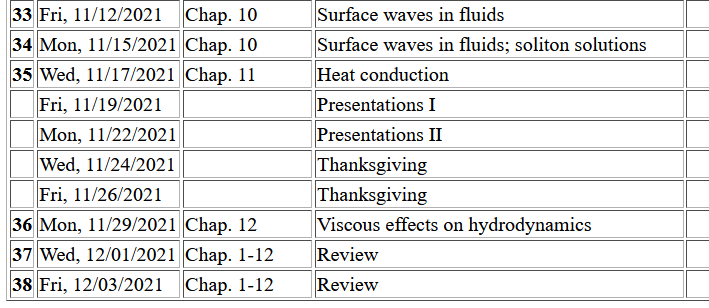 33 Fri, 11/12/2021 Chap. 10 Surface waves in fluids
34 Mon, 11/15/2021 Chap. 10 Surface waves in fluids; soliton solutions
35 Wed, 11/17/2021 Chap. 11 Heat conduction
Fri, 11/19/2021 Presentations I
Mon, 11/22/2021 Presentations II
Wed, 11/24/2021 Thanksgiving
Fri, 11/26/2021 Thanksgiving
36 Mon, 11/29/2021 Chap. 12 Viscous effects on hydrodynamics
37 Wed, 12/01/2021 Chap. 1-12 Review
38 Fri, 12/03/2021 Chap. 1-12 Review